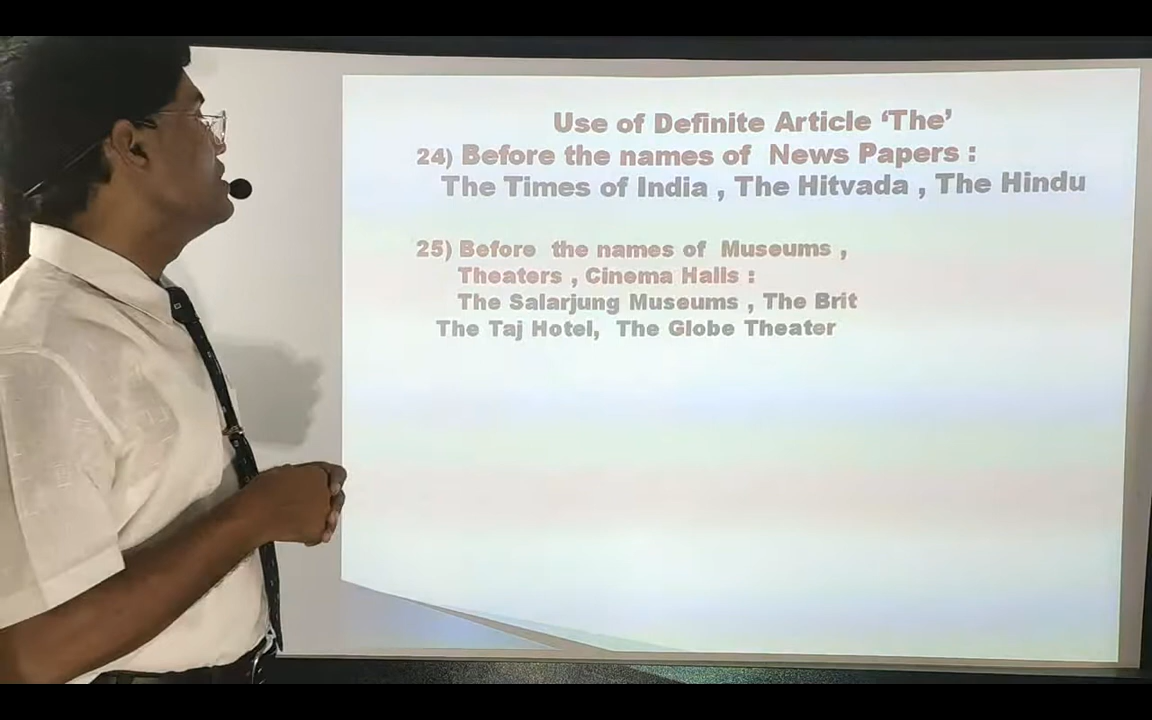 Use of Definite Article ‘The’
24) Before the names of News Papers :
The Times of India , The Hitvada , The Hindu
25) Before the names of Museums ,
Theaters , Cinema Halls :
The Salarjung Museums , The Brit
The Taj Hotel, The Globe Theater